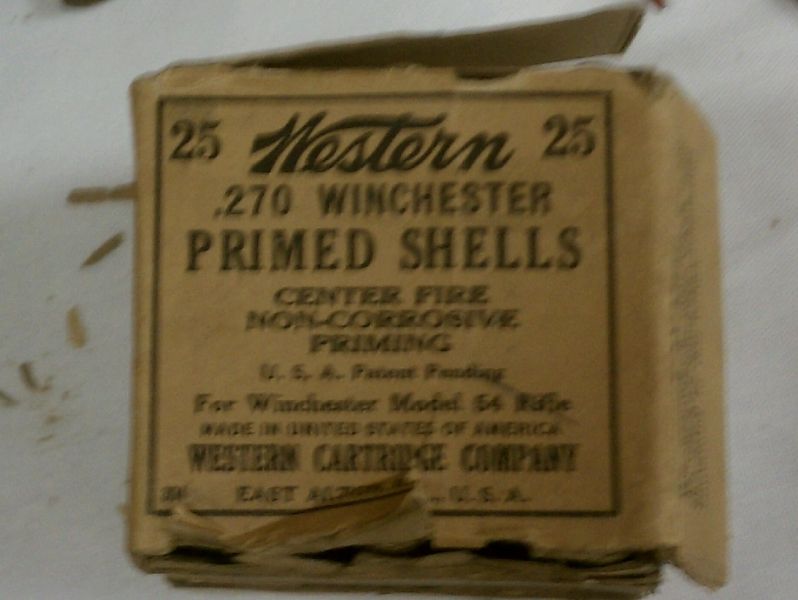 25 Western 25
.270 WINCHESTER
PRIMED SHELLS
CENTER FIRE
NON-CORROSIVE
PRIMING
U. S. A. Patent Pending
For Winchester Model 54 Rifle
MADE IN UNITED STATES OF AMERICA
WESTERN CARTRIDGE COMPANY
EAST U.S.A.